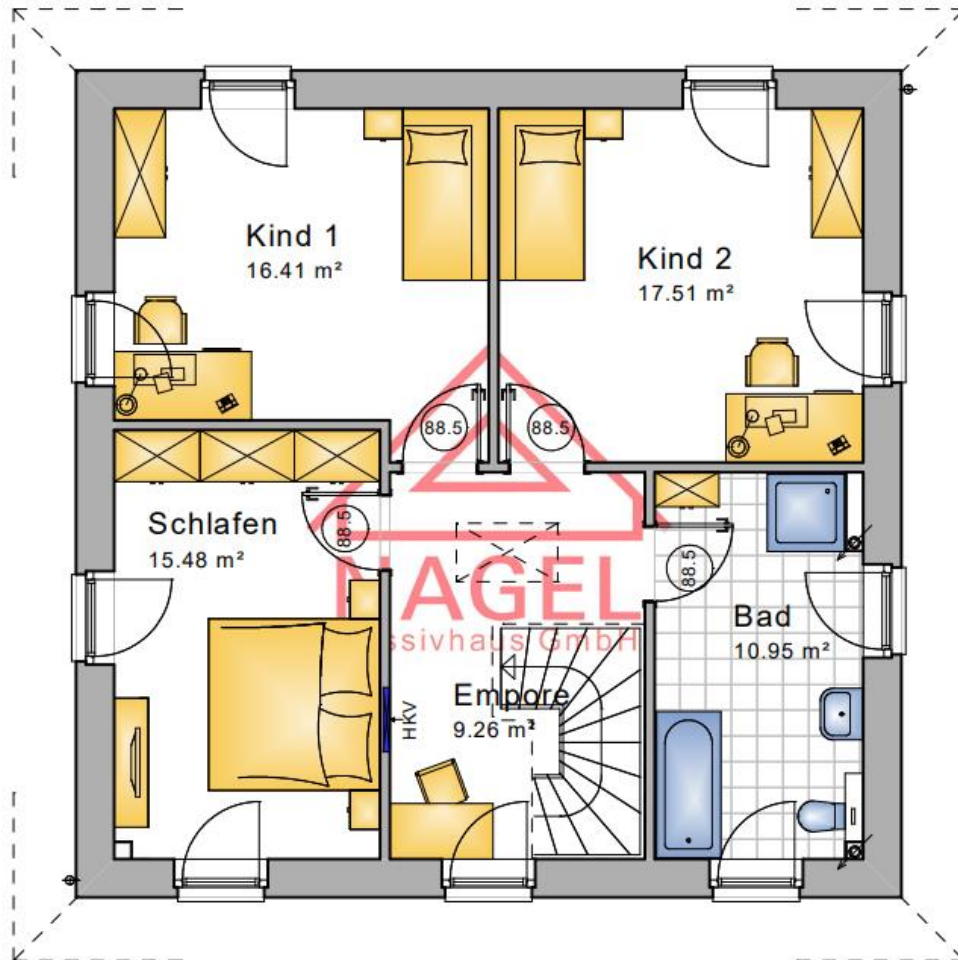 Kind 1
16.41 m²
Kind 2
17.51 m²
88.5
88.5
Schlafen
15.48 m²
88.5
88.5
NAGEL
ssivhaus GmbH
Bad
10.95 m²
Empore
9.26 m²
HKV